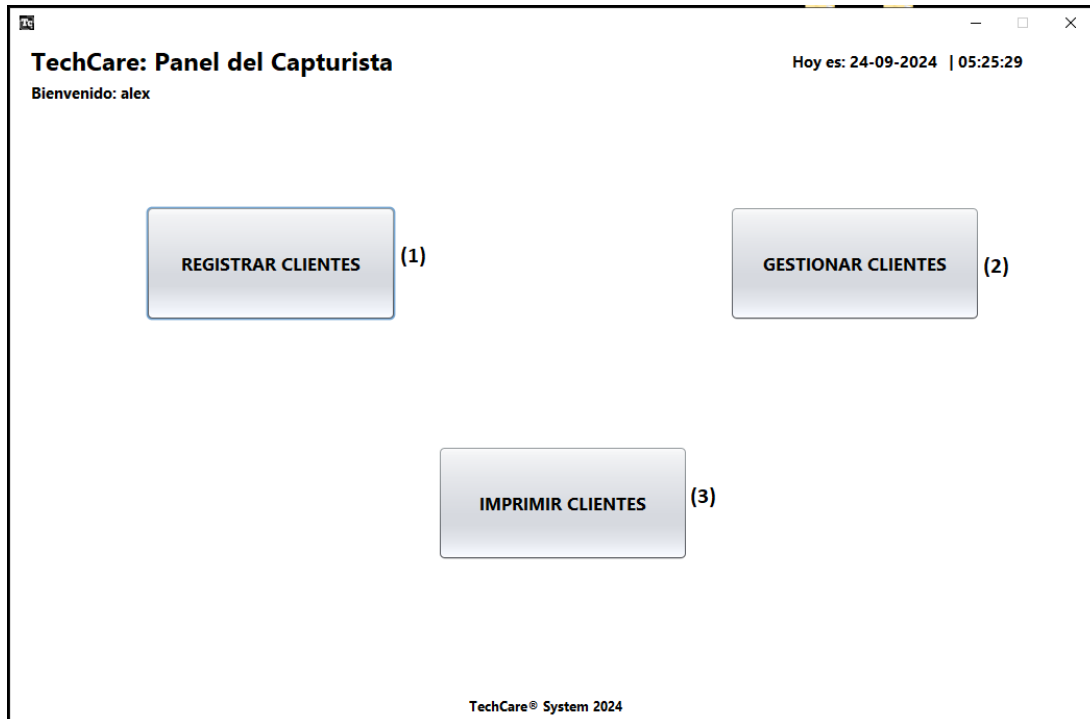 Tc
TechCare: Panel del Capturista
Hoy es: 24-09-2024 | 05:25:29
Bienvenido: alex
REGISTRAR CLIENTES (1)
GESTIONAR CLIENTES (2)
IMPRIMIR CLIENTES (3)
TechCare® System 2024